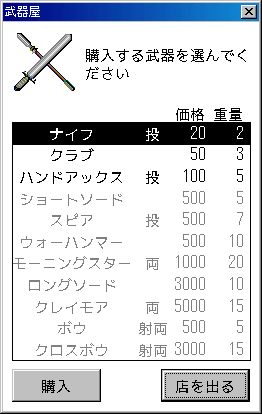 武器屋
購入する武器を選んでく
ださい
価格 重量
ナイフ 投 20 2
クラブ 50 3
ハンドアックス 投 100 5
ショートソード 500 5
スピア 投 500 7
ウォーハンマー 500 10
モーニングスター 両 1000 20
ロングソード 3000 10
クレイモア 両 5000 15
ボウ 射両 500 5
クロスボウ 射両 3000 15
購入 店を出る